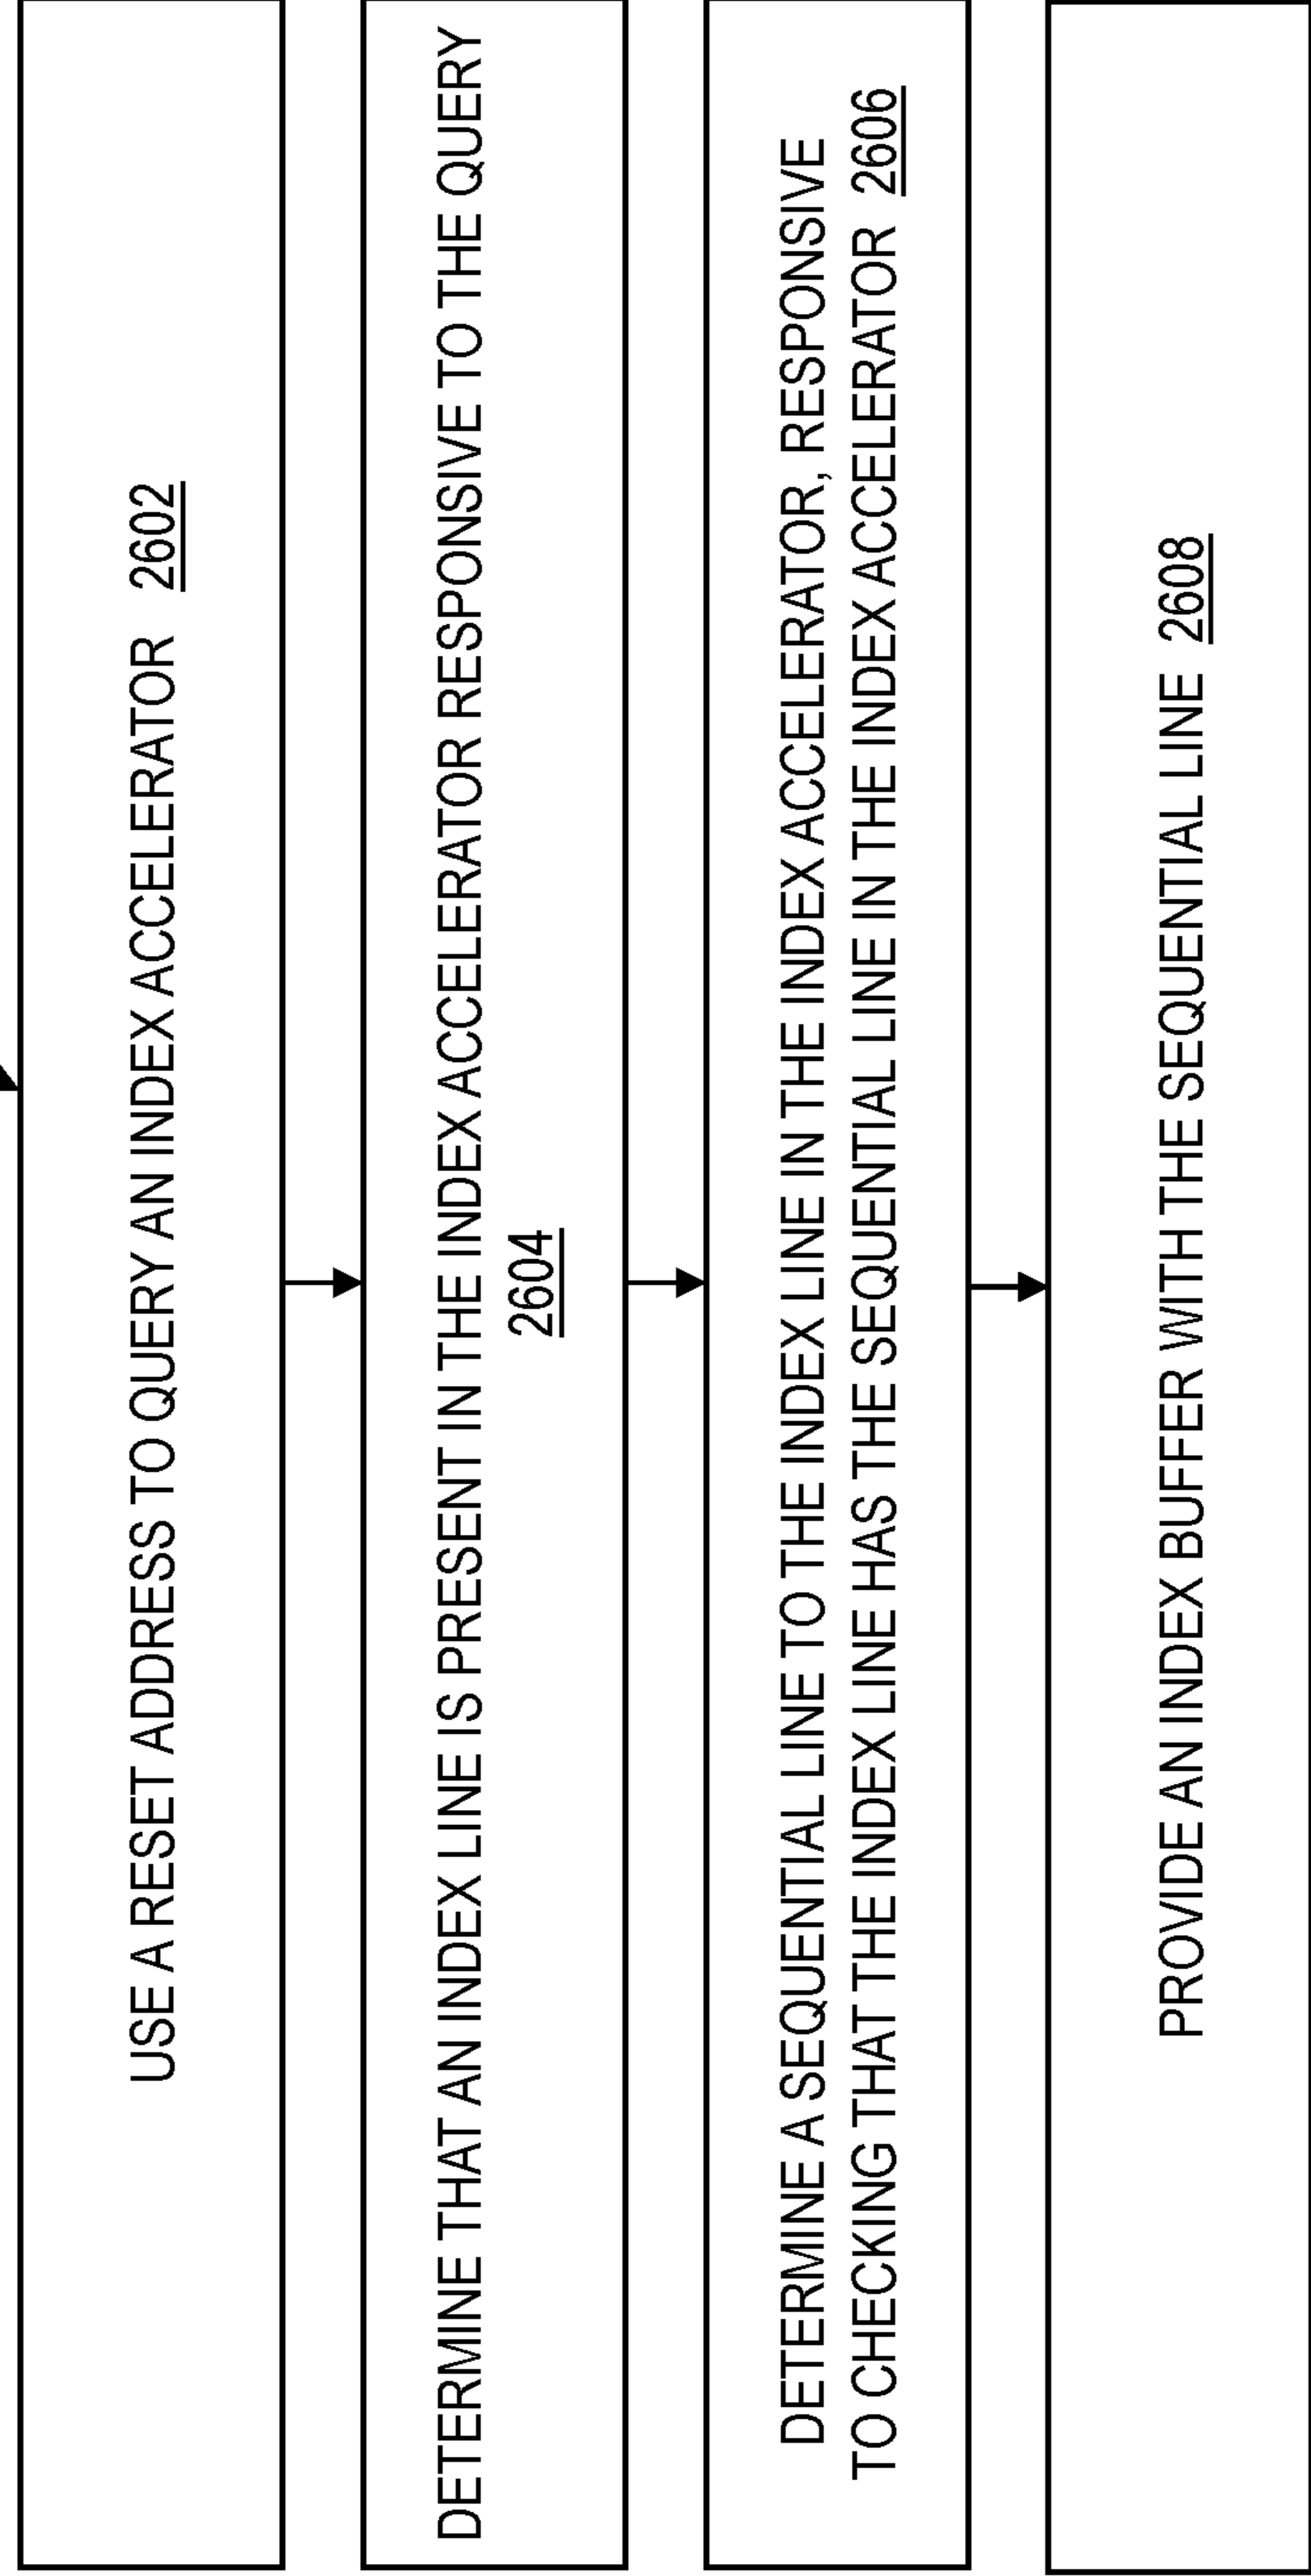 USE A RESET ADDRESS TO QUERY AN INDEX ACCELERATOR 2602
DETERMINE THAT AN INDEX LINE IS PRESENT IN THE INDEX ACCELERATOR RESPONSIVE TO THE QUERY
2604
DETERMINE A SEQUENTIAL LINE TO THE INDEX LINE IN THE INDEX ACCELERATOR, RESPONSIVE
TO CHECKING THAT THE INDEX LINE HAS THE SEQUENTIAL LINE IN THE INDEX ACCELERATOR 2606
PROVIDE AN INDEX BUFFER WITH THE SEQUENTIAL LINE 2608